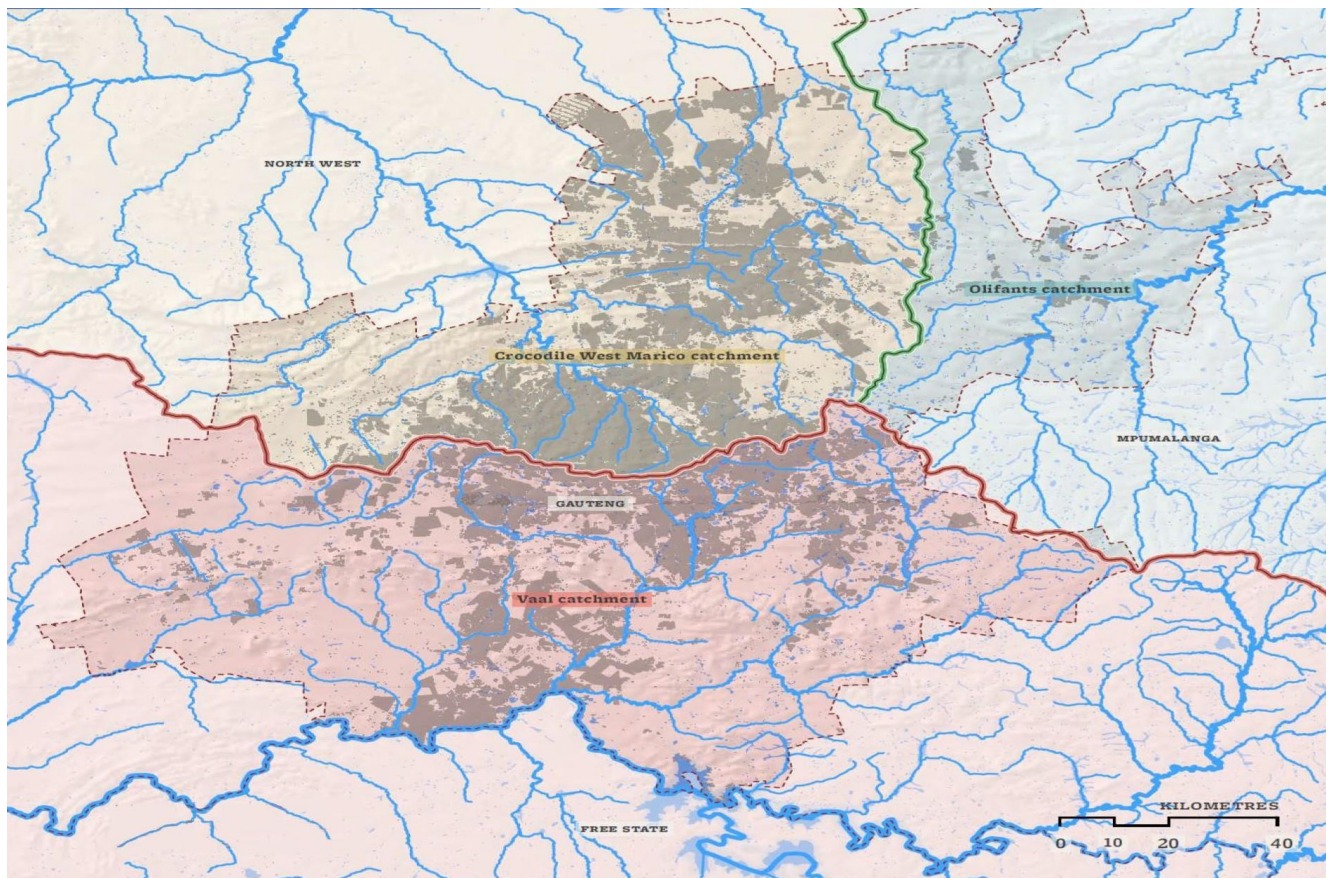 NORTH WEST
Olifants catchment
Crocodile West Marico catchment
MPUMALANGA
GAUTENG
Vaal catchment
KILOMETRES
FREE STATE
0 10 20 40